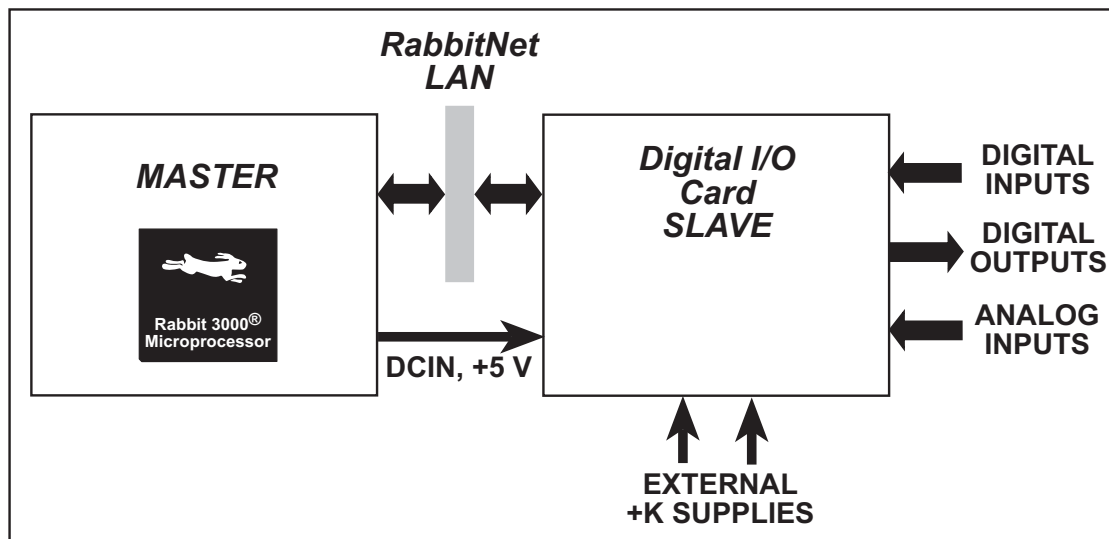 RabbitNet
LAN
MASTER
Rabbit 3000®
Microprocessor
DCIN, +5 V
Digital I/O
Card
SLAVE
DIGITAL
INPUTS
DIGITAL
OUTPUTS
ANALOG
INPUTS
EXTERNAL
+K SUPPLIES